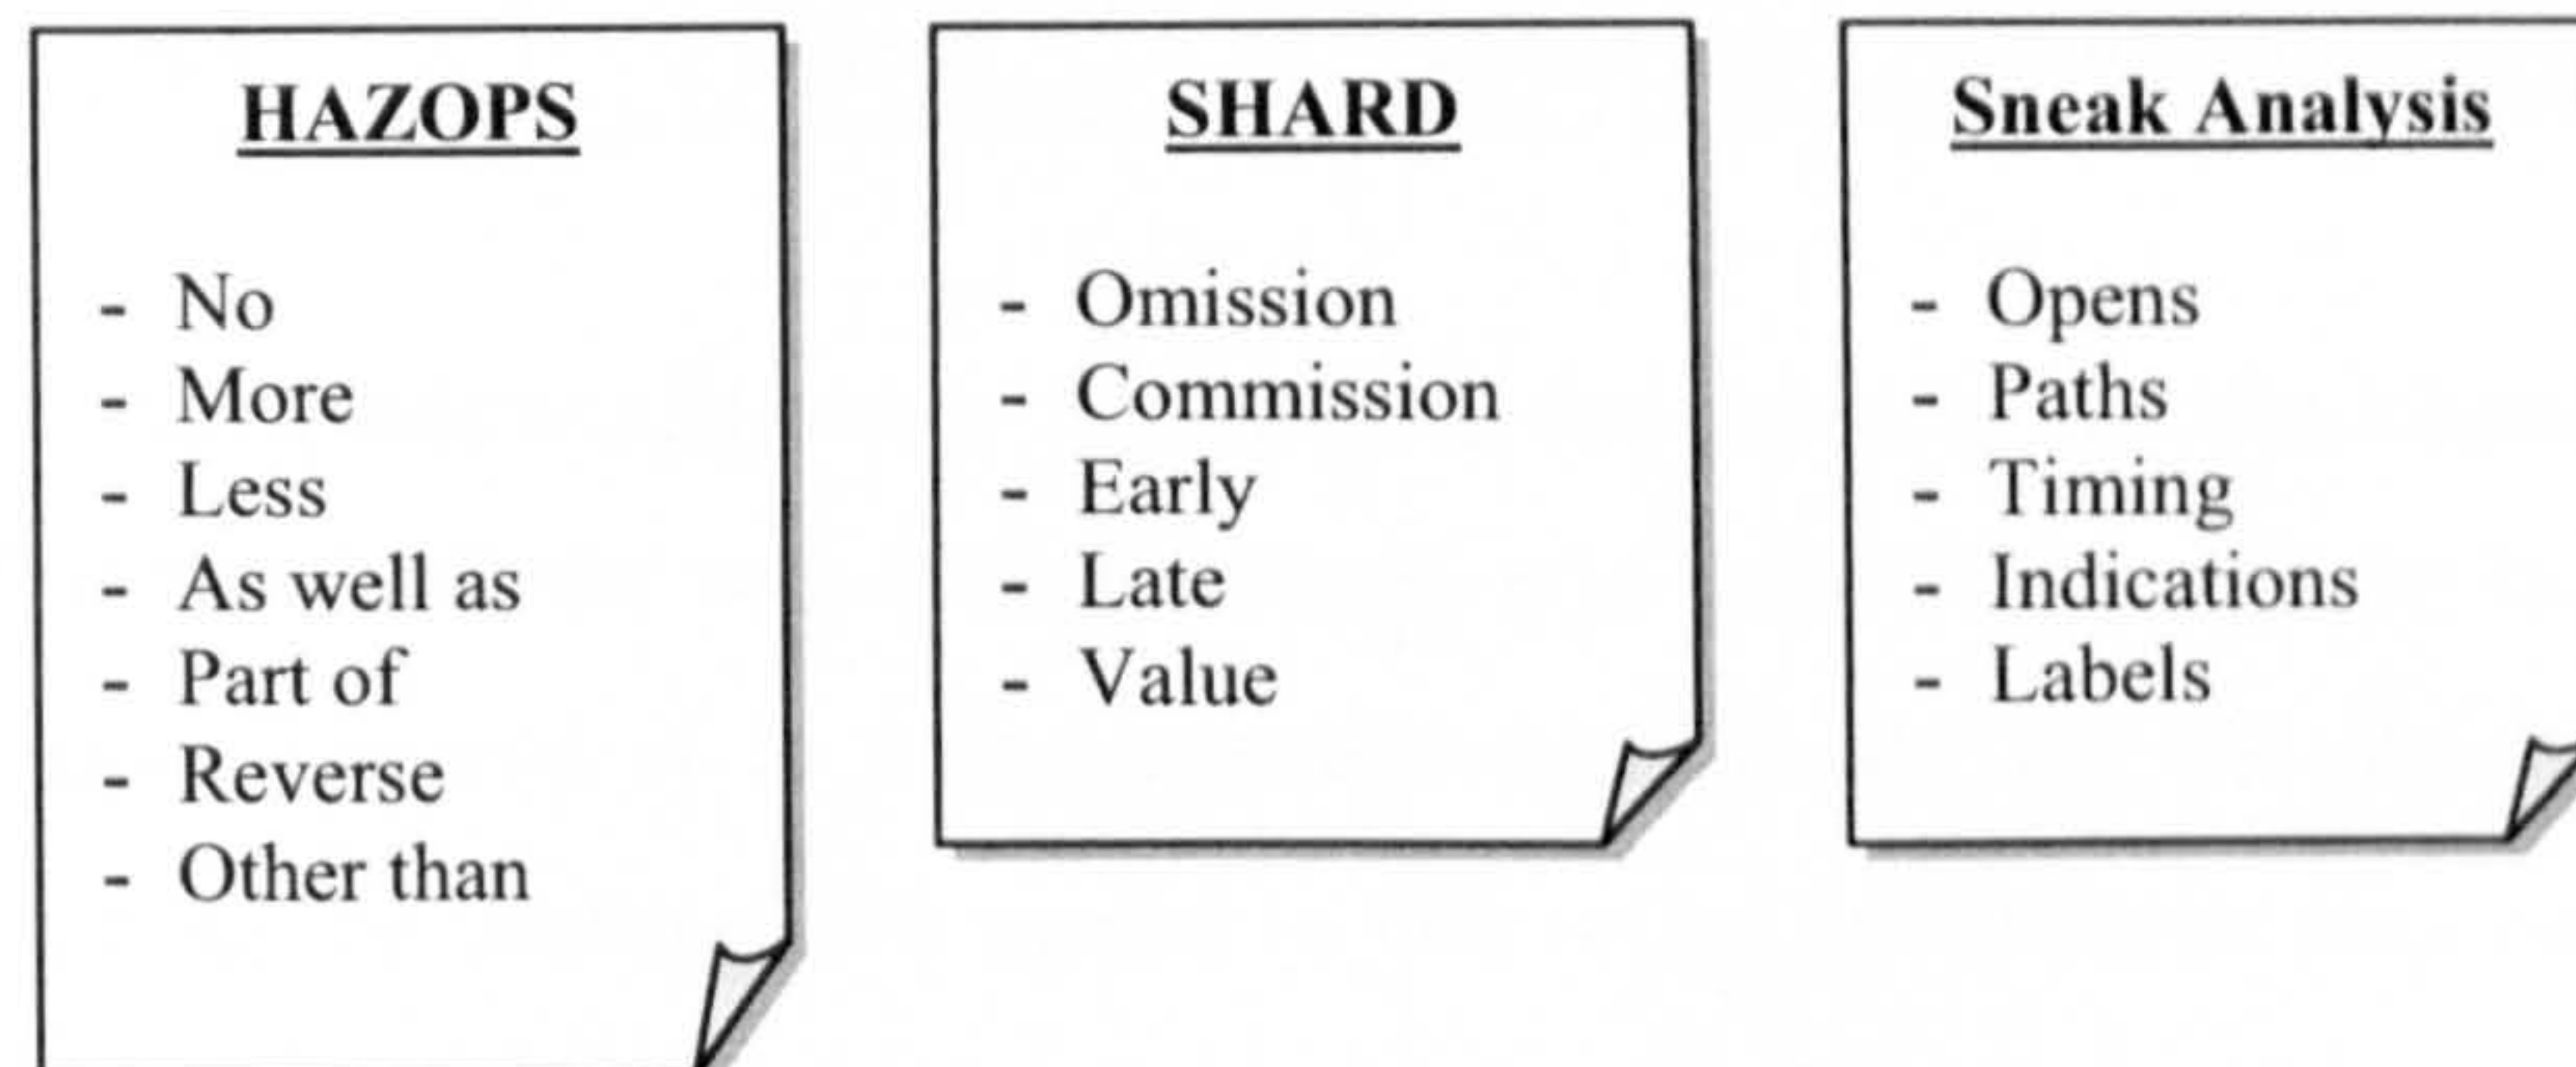 HAZOPS
- No
- More
- Less
- As well as
- Part of
- Reverse
- Other than
SHARD
- Omission
- Commission
- Early
- Late
- Value
Sneak Analysis
- Opens
- Paths
- Timing
- Indications
- Labels